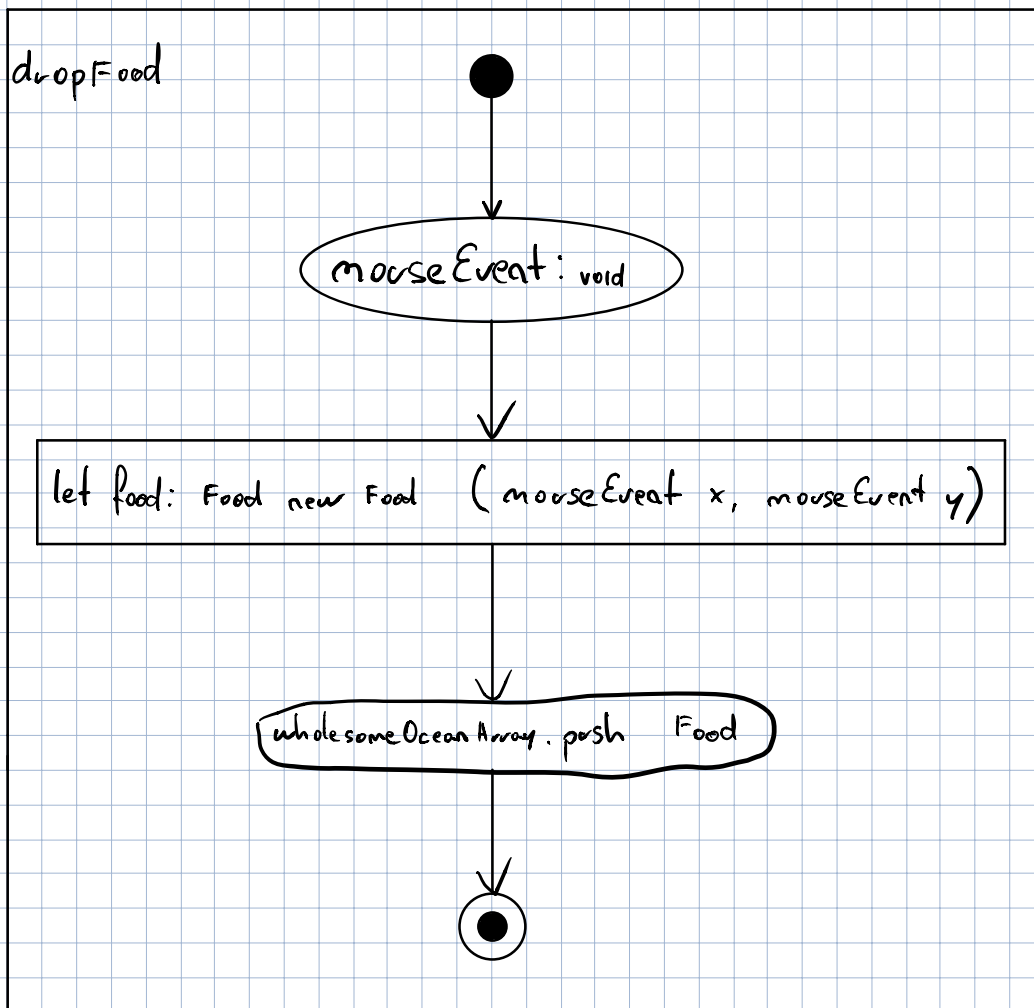 dropFood
mouseEvent: void
let food: Food new Food (mouseEvent x, mouseEvent y)
wholesomeOceanArray. push Food